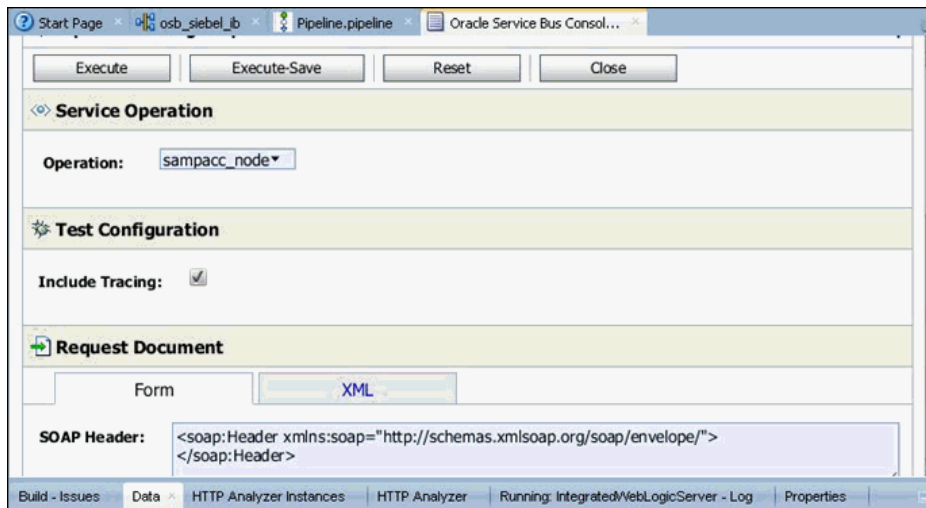 Start Page osb_siebel_ib Pipeline.pipeline Oracle Service Bus Consol...
Execute Execute-Save Reset Close
Service Operation
Operation: sampacc_node
Test Configuration
Include Tracing:
Request Document
Form XML
SOAP Header: <soap:Header xmlns:soap="http://schemas.xmlsoap.org/soap/envelope/">
</soap:Header>
Build - Issues Data HTTP Analyzer Instances HTTP Analyzer Running: IntegratedWebLogicServer - Log Properties